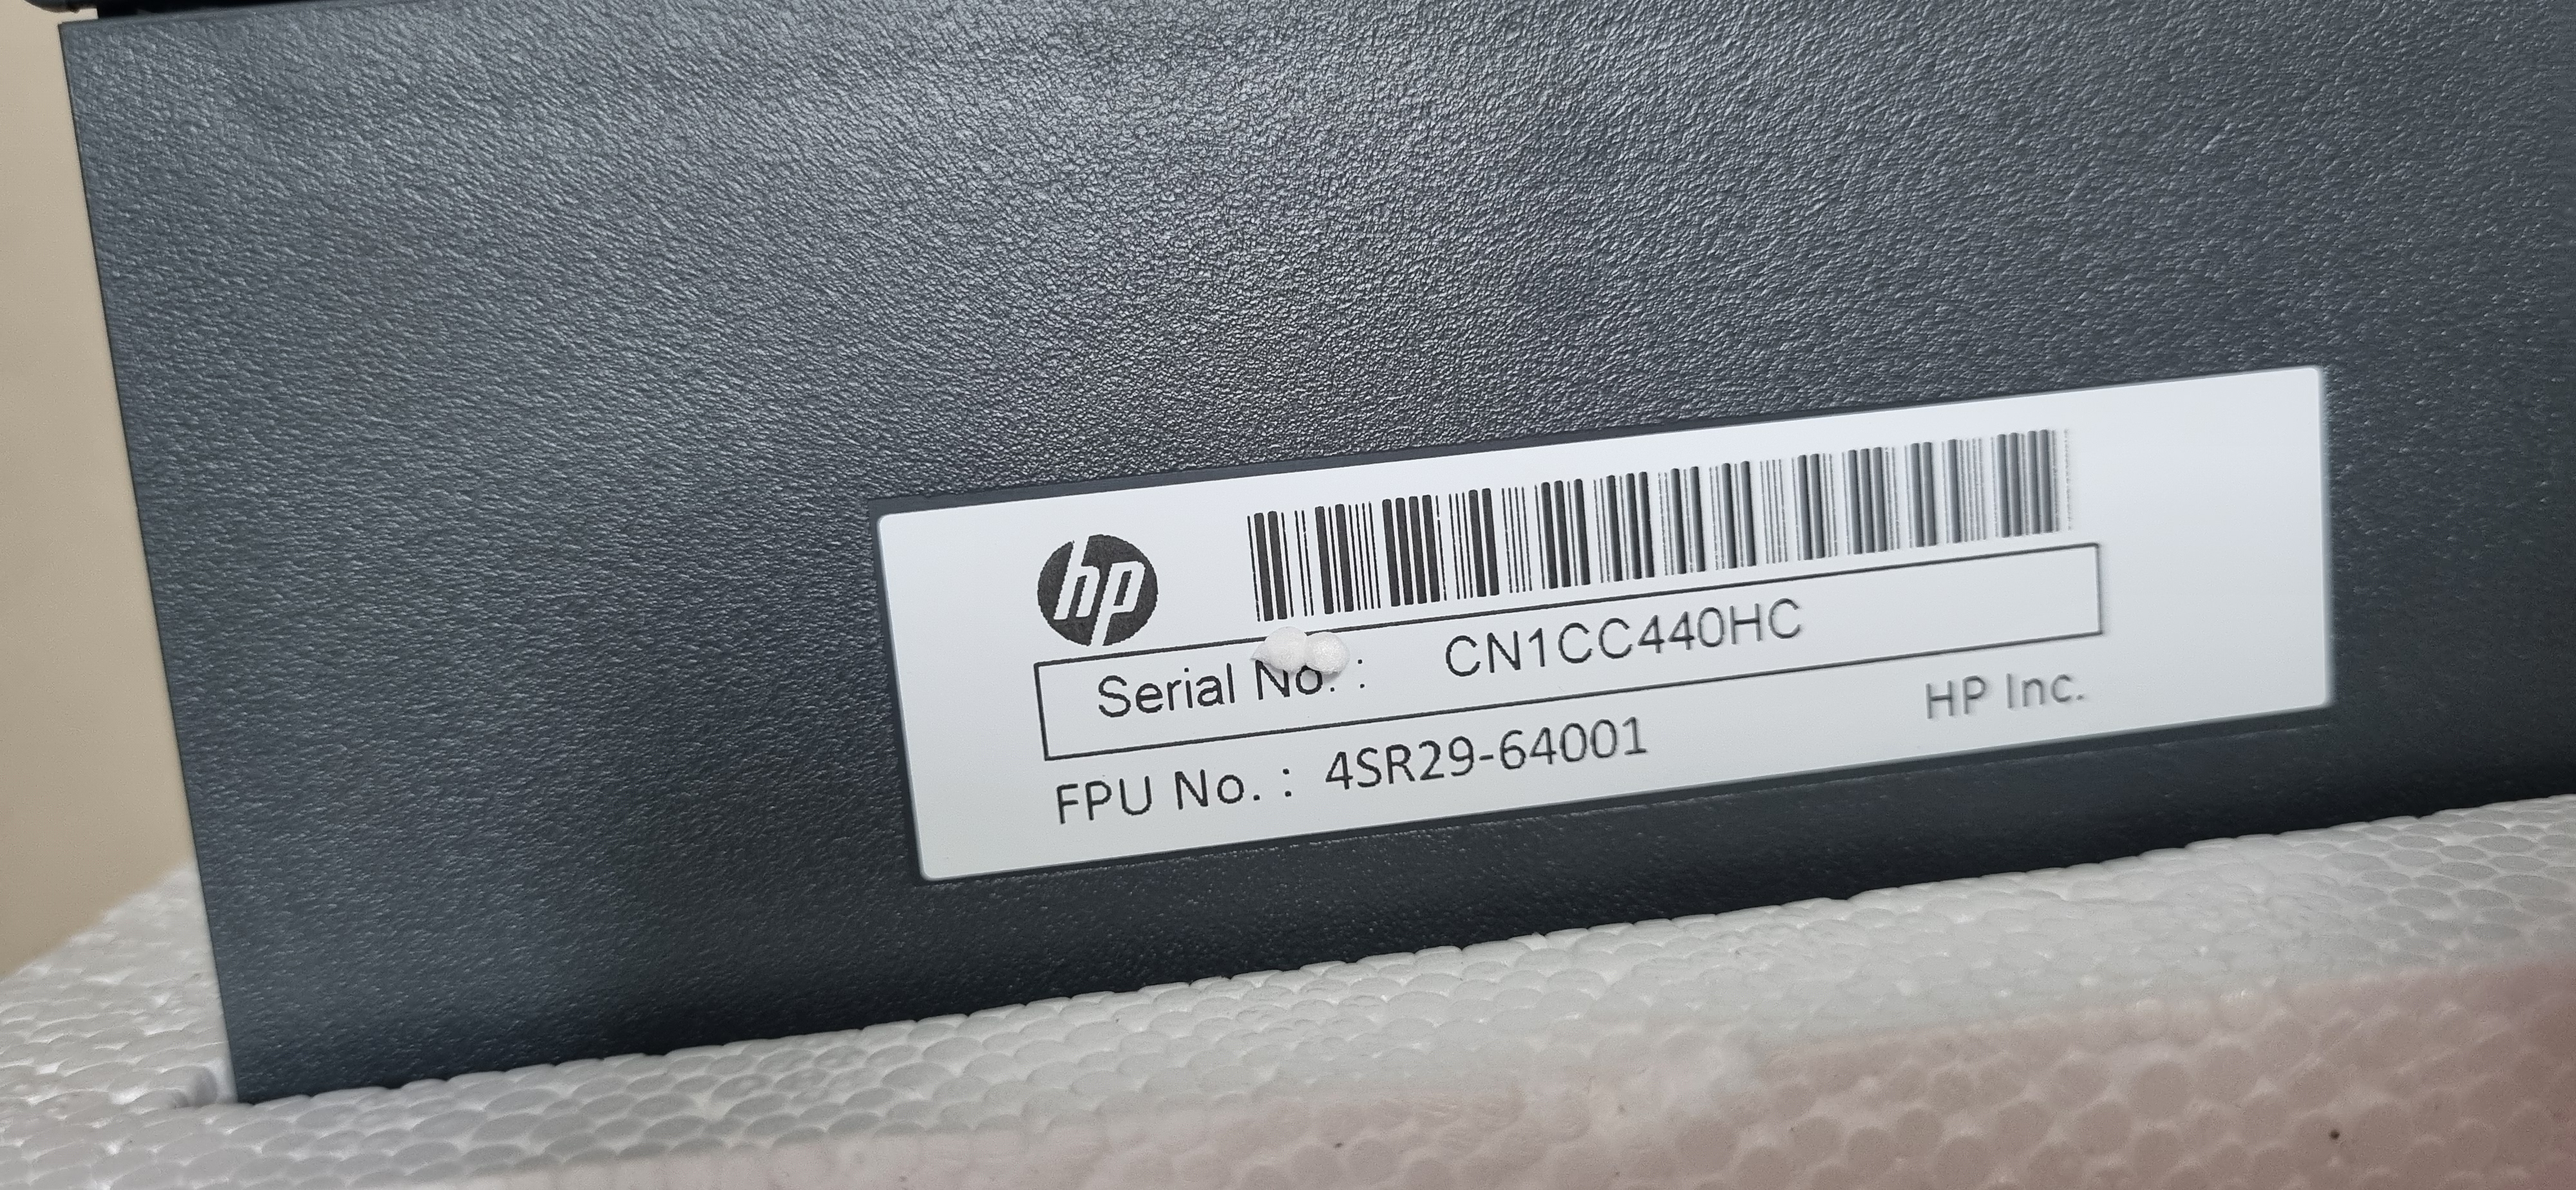 hp
Serial No. : CN1CC440HC
FPU No. : 4SR29-64001
HP Inc.